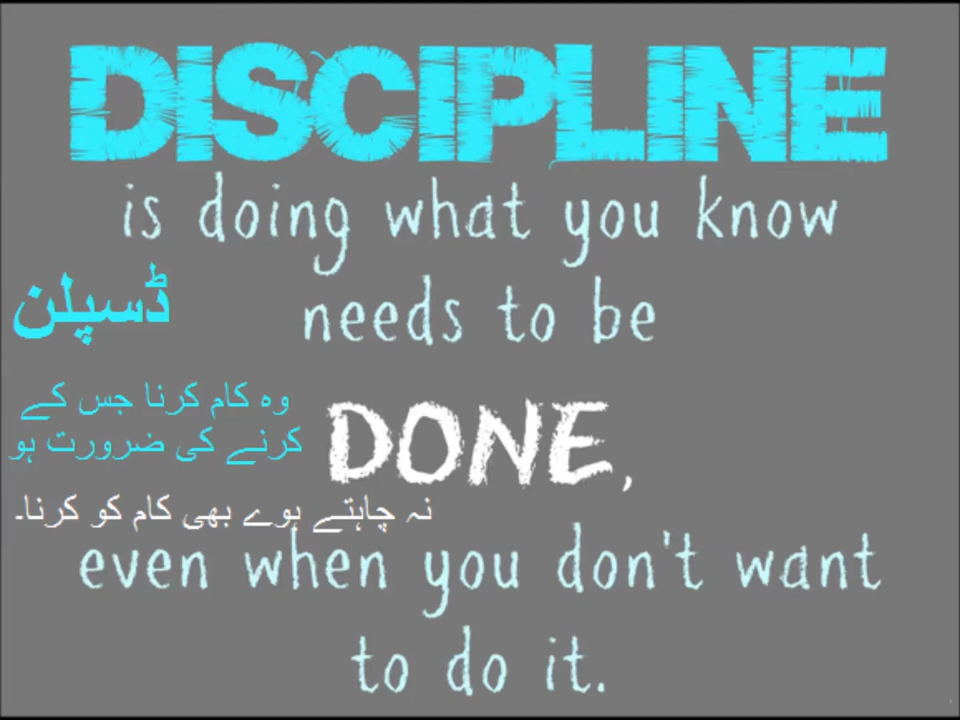 DISCIPLINE
is doing what you know
needs to be
ڈسپلن
وہ کام کرنا جس کے
کرنے کی ضرورت ہو
DONE,
نہ چاہتے ہوے بھی کام کو کرنا۔
even when you don't want
to do it.